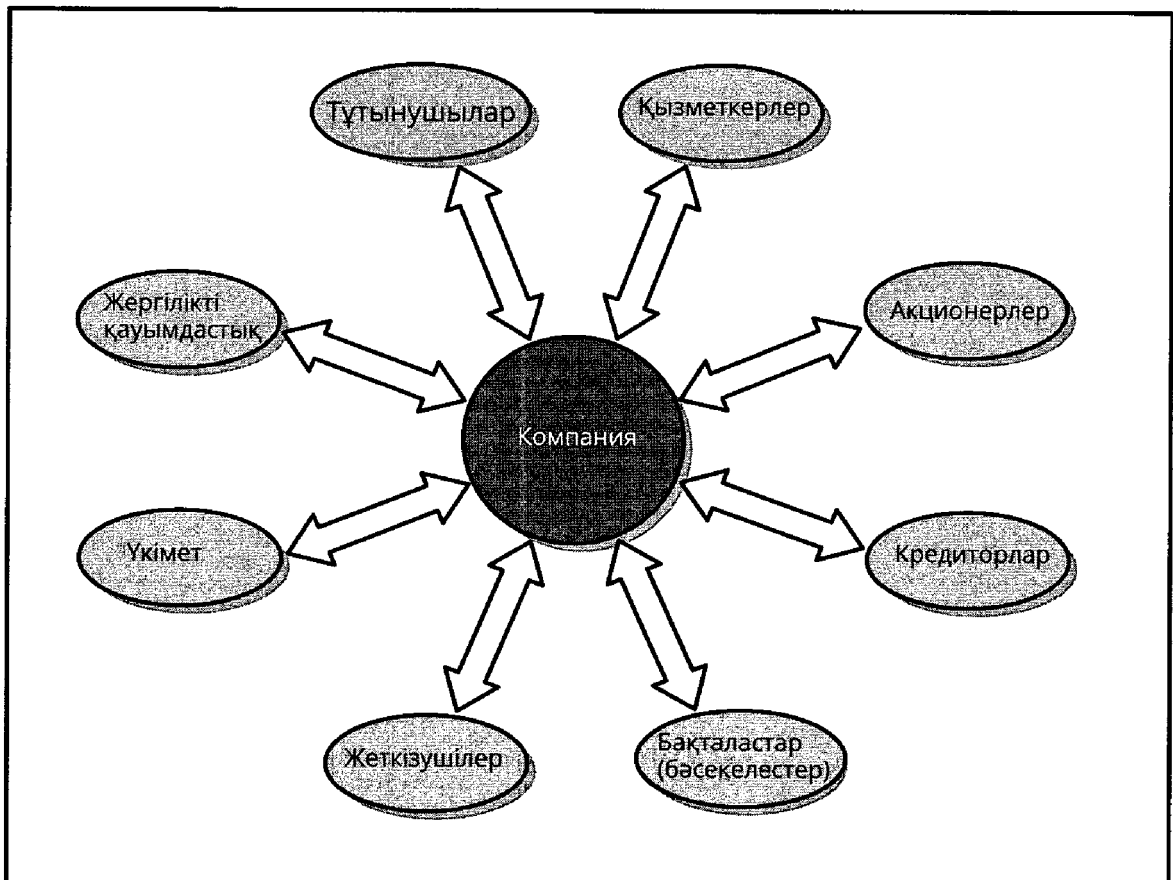 Тұтынушылар
Қызметкерлер
Жергілікті
қауымдастық
Акционерлер
Компания
Үкімет
Кредиторлар
Жеткізушілер
Бақталастар
(бәсекелестер)